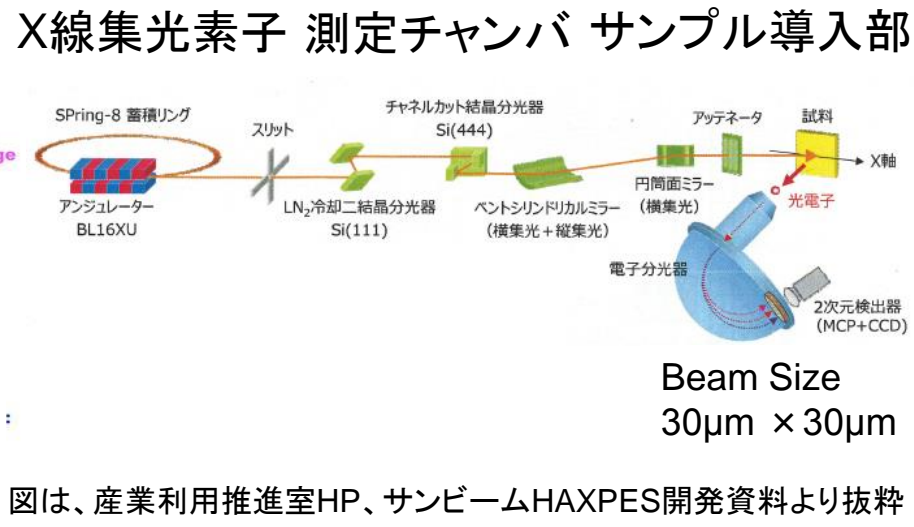 X線集光素子 測定チャンバ サンプル導入部
SPring-8 蓄積リング
スリット
チャネルカット結晶分光器
Si(444)
アッテネータ
試料
ge
X軸
アンジュレーター
BL16XU
LN₂冷却二結晶分光器
Si(111)
ベントシリンドリカルミラー
(横集光+縦集光)
円筒面ミラー
(横集光)
e
光電子
電子分光器
2次元検出器
(MCP+CCD)
Beam Size
30μm ×30μm
:
図は、産業利用推進室HP、サンビームHAXPES開発資料より抜粋